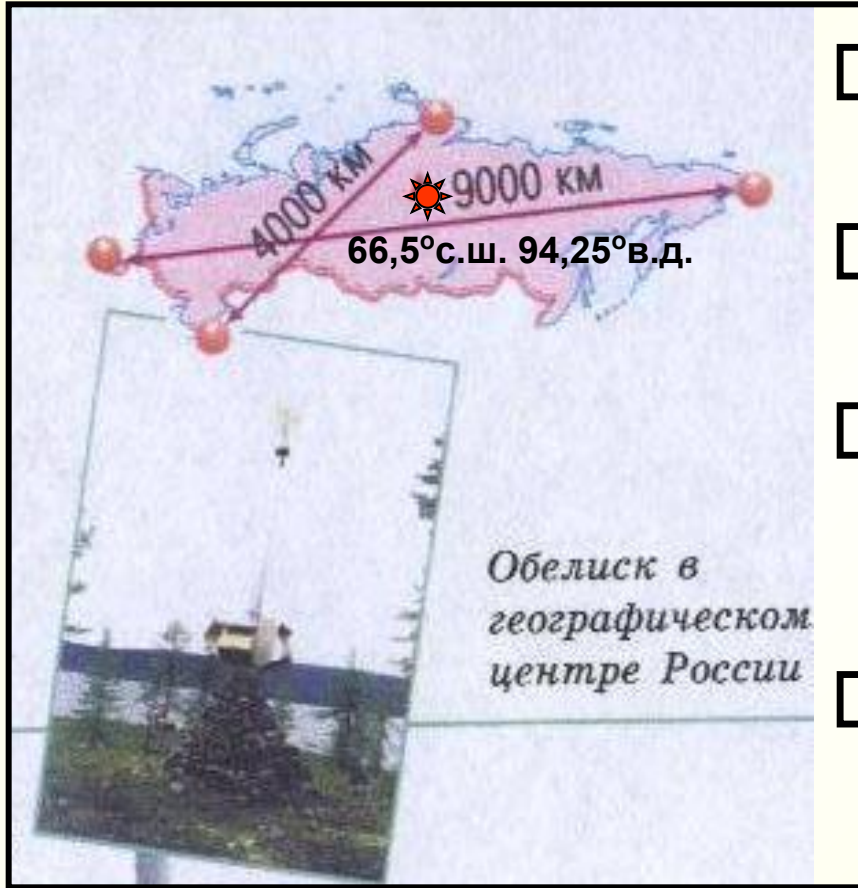 4000 км
9000 км
66,5°с.ш. 94,25°в.д.
Обелиск в
географическом
центре России